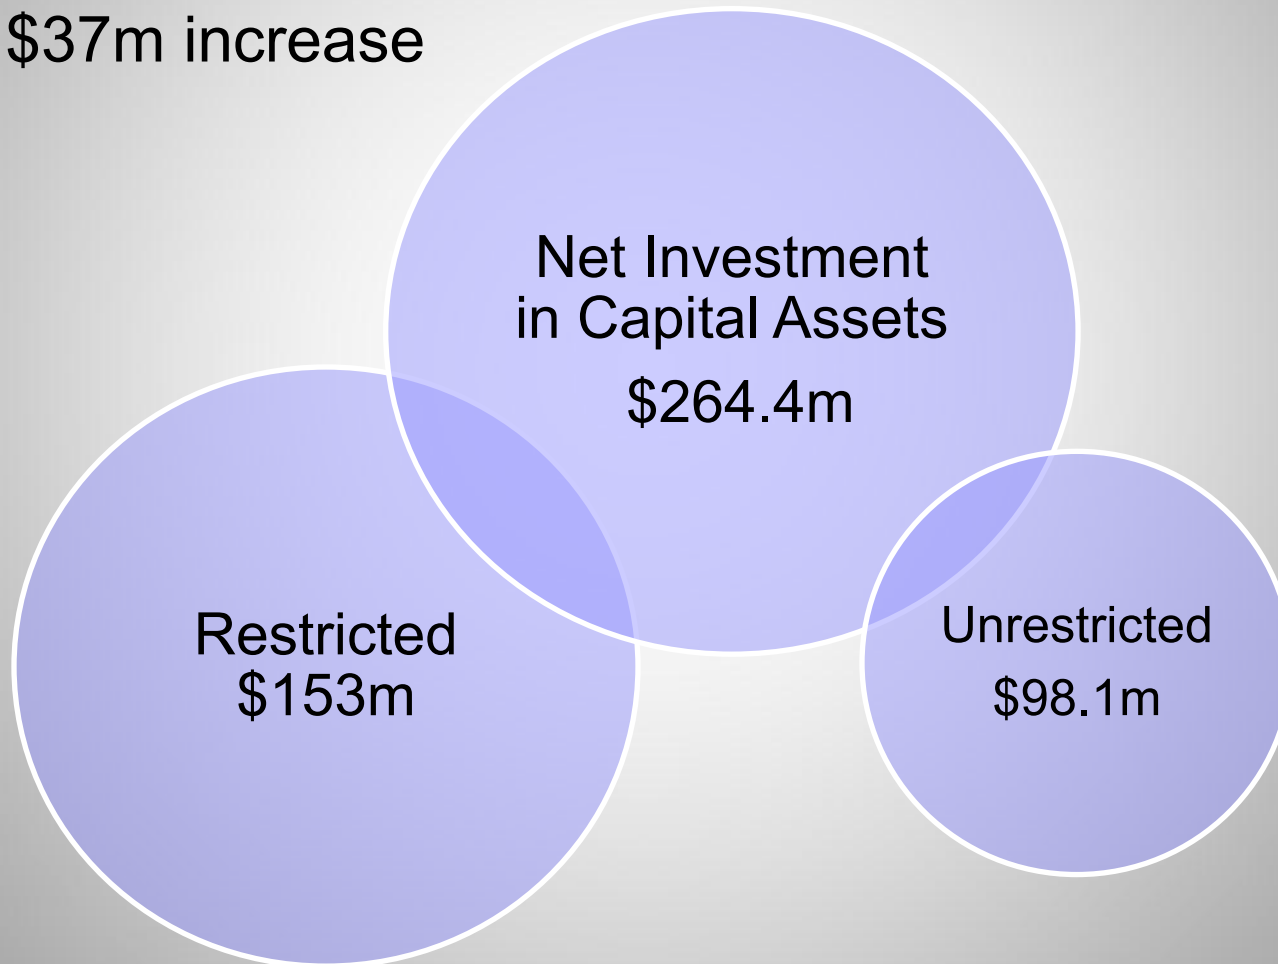 $37m increase
Net Investment
in Capital Assets
$264.4m
Restricted
$153m
Unrestricted
$98.1m